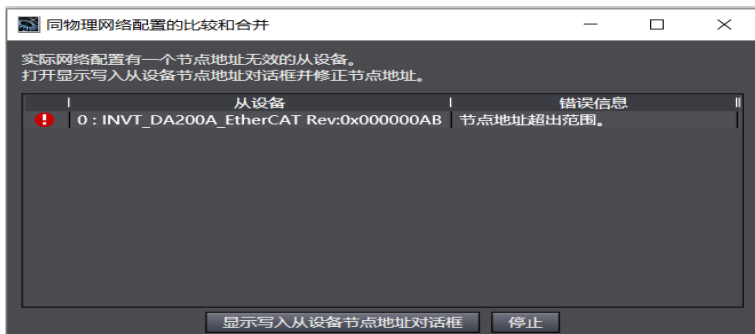 同物理网络配置的比较和合并
实际网络配置有一个节点地址无效的从设备。
打开显示写入从设备节点地址对话框并修正节点地址。
从设备 错误信息
0 : INVT_DA200A_EtherCAT Rev:0x000000AB 节点地址超出范围。
显示写入从设备节点地址对话框 停止